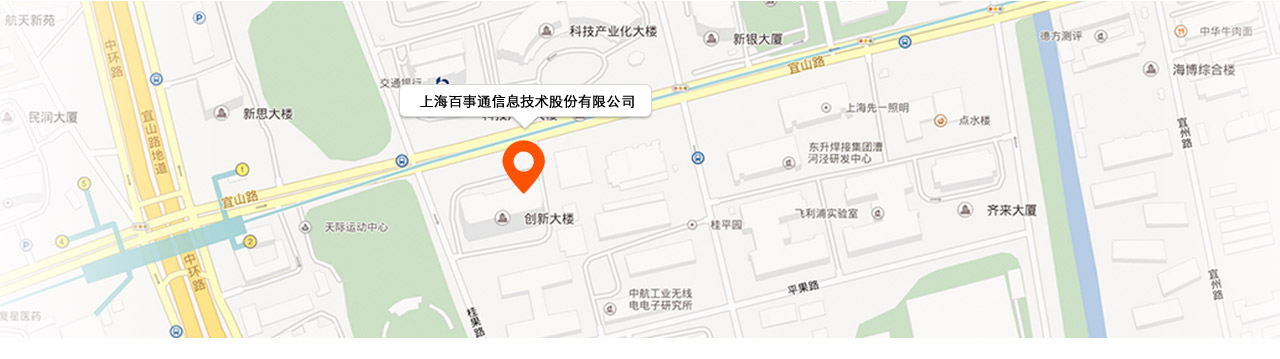 航天新苑
P
科技产业化大楼
新银大厦
德方测评
中华牛肉面
中环路
宜山路
海博综合楼
交通银行
上海百事通信息技术股份有限公司
新思大楼
民润大厦
宜山路地道
上海先一照明
点水楼
宜州路
东升焊接集团漕
河泾研发中心
1
5
宜山路
创新大楼
飞利浦实验室
齐来大厦
天际运动中心
桂平园
4
P
2
中环路
平果路
中航工业无线
电电子研究所
宜州路
复星医药
桂果路